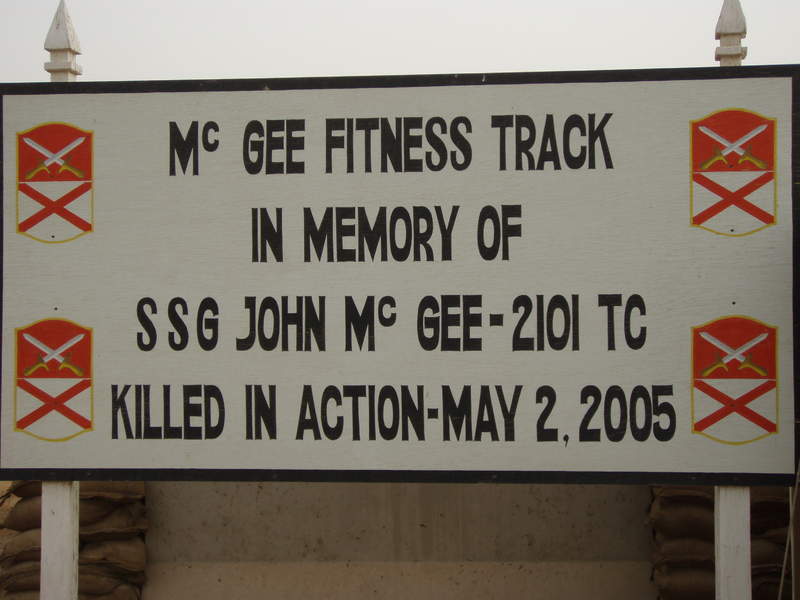 Mc GEE FITNESS TRACK
IN MEMORY OF
SSG JOHN Mc GEE-2101 TC
KILLED IN ACTION-MAY 2, 2005